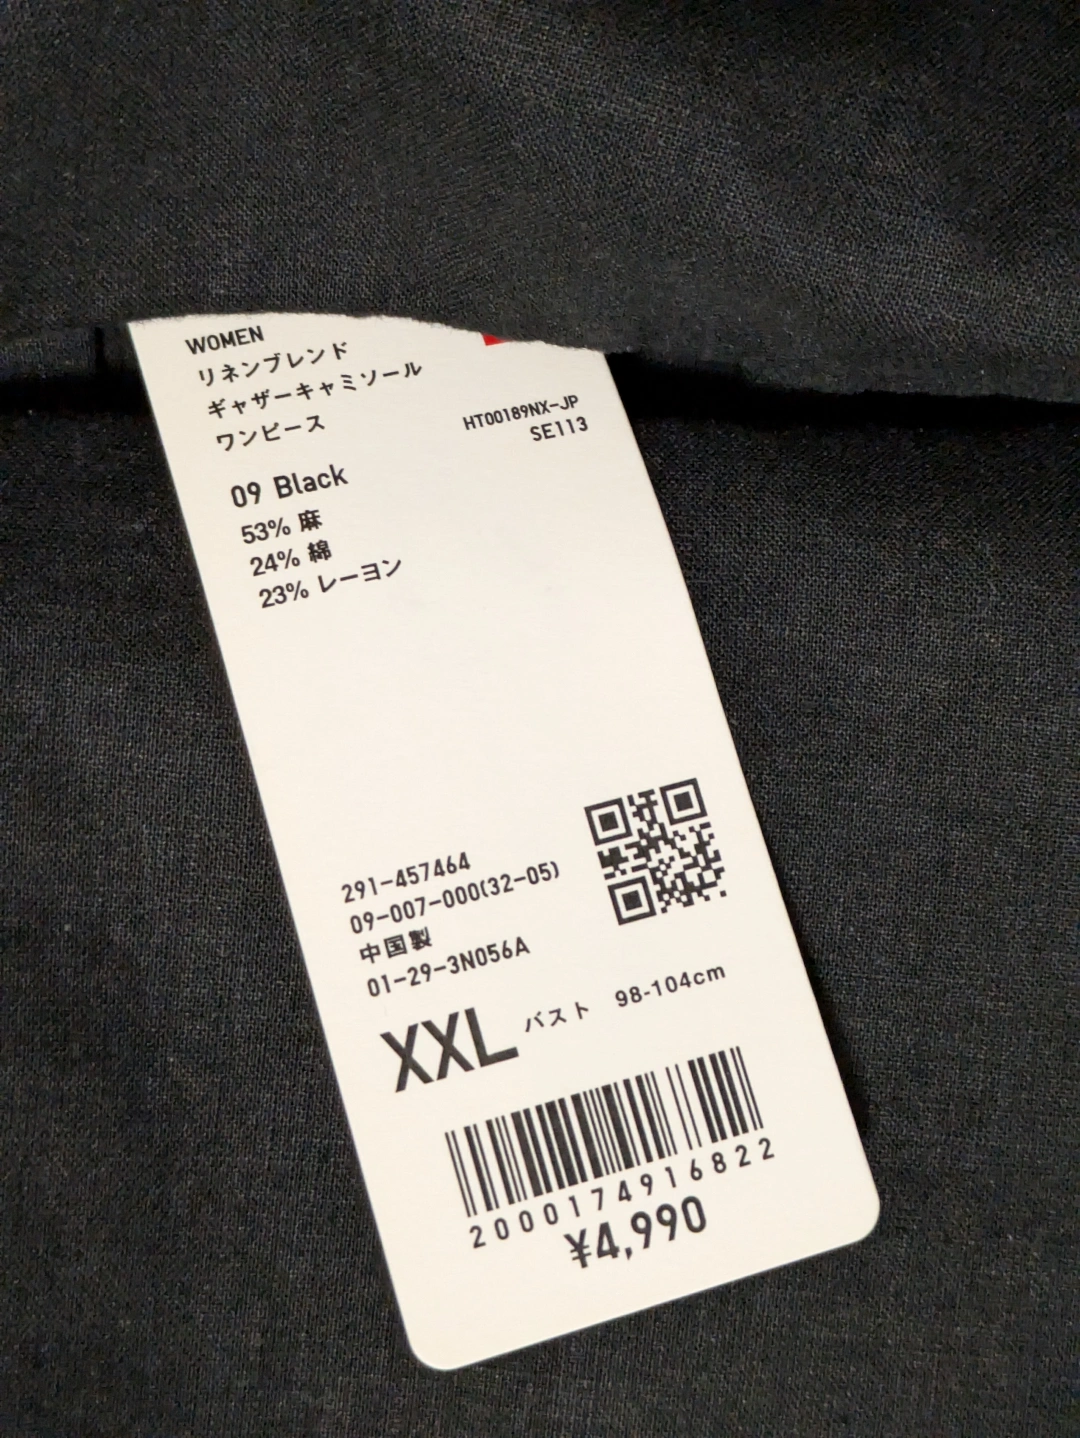 WOMEN
リネンブレンド
ギャザーキャミソール
ワンピース
HT00189NX-JP
SE113
09 Black
53% 麻
24% 綿
23% レーヨン
291-457464
09-007-000(32-05)
中国製
01-29-3N056A
XXL バスト 98-104cm
2000174916822
¥4,990